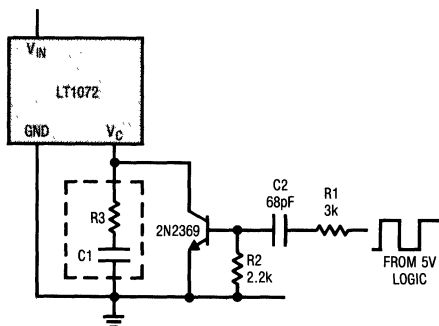 V_IN
LT1072
GND V_C
R3
C1
2N2369
C2
68pF
R1
3k
R2
2.2k
FROM 5V
LOGIC